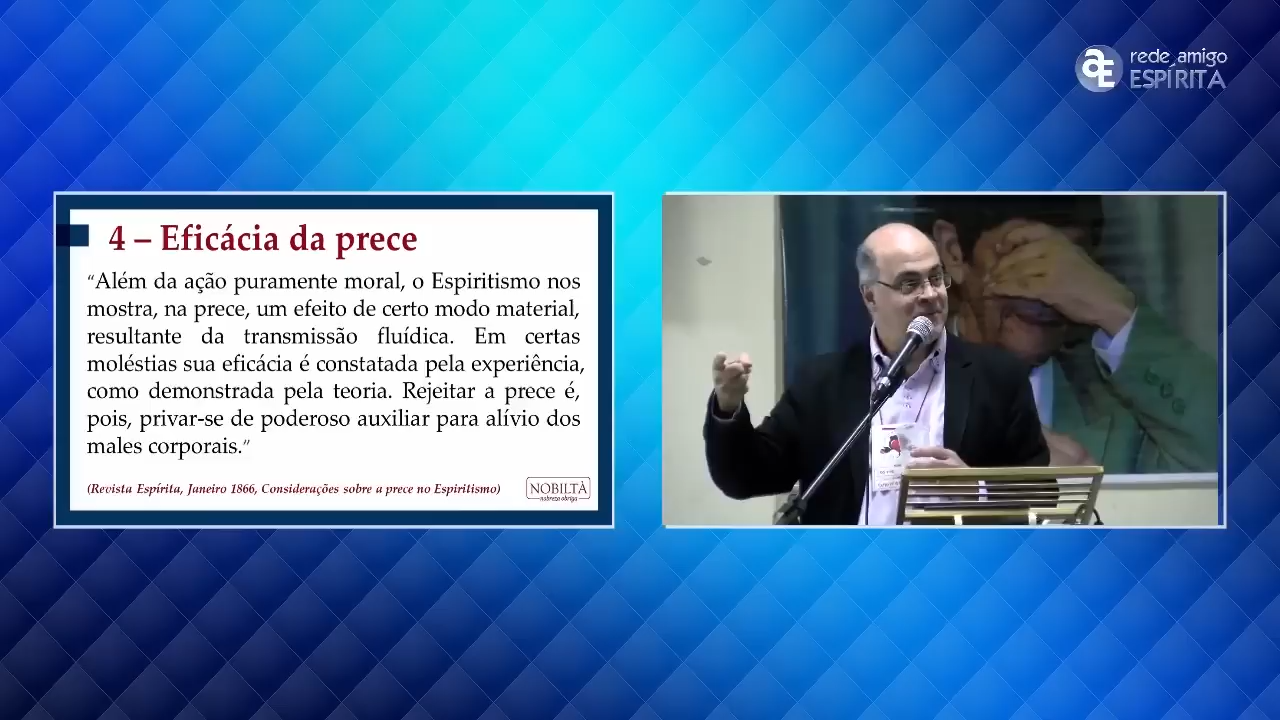 rede amigo
ESPÍRITA
4 – Eficácia da prece
“Além da ação puramente moral, o Espiritismo nos
mostra, na prece, um efeito de certo modo material,
resultante da transmissão fluídica. Em certas
moléstias sua eficácia é constatada pela experiência,
como demonstrada pela teoria. Rejeitar a prece é,
pois, privar-se de poderoso auxiliar para alívio dos
males corporais.”
(Revista Espírita, Janeiro 1866, Considerações sobre a prece no Espiritismo)
NOBILTÀ
nobreza obriga